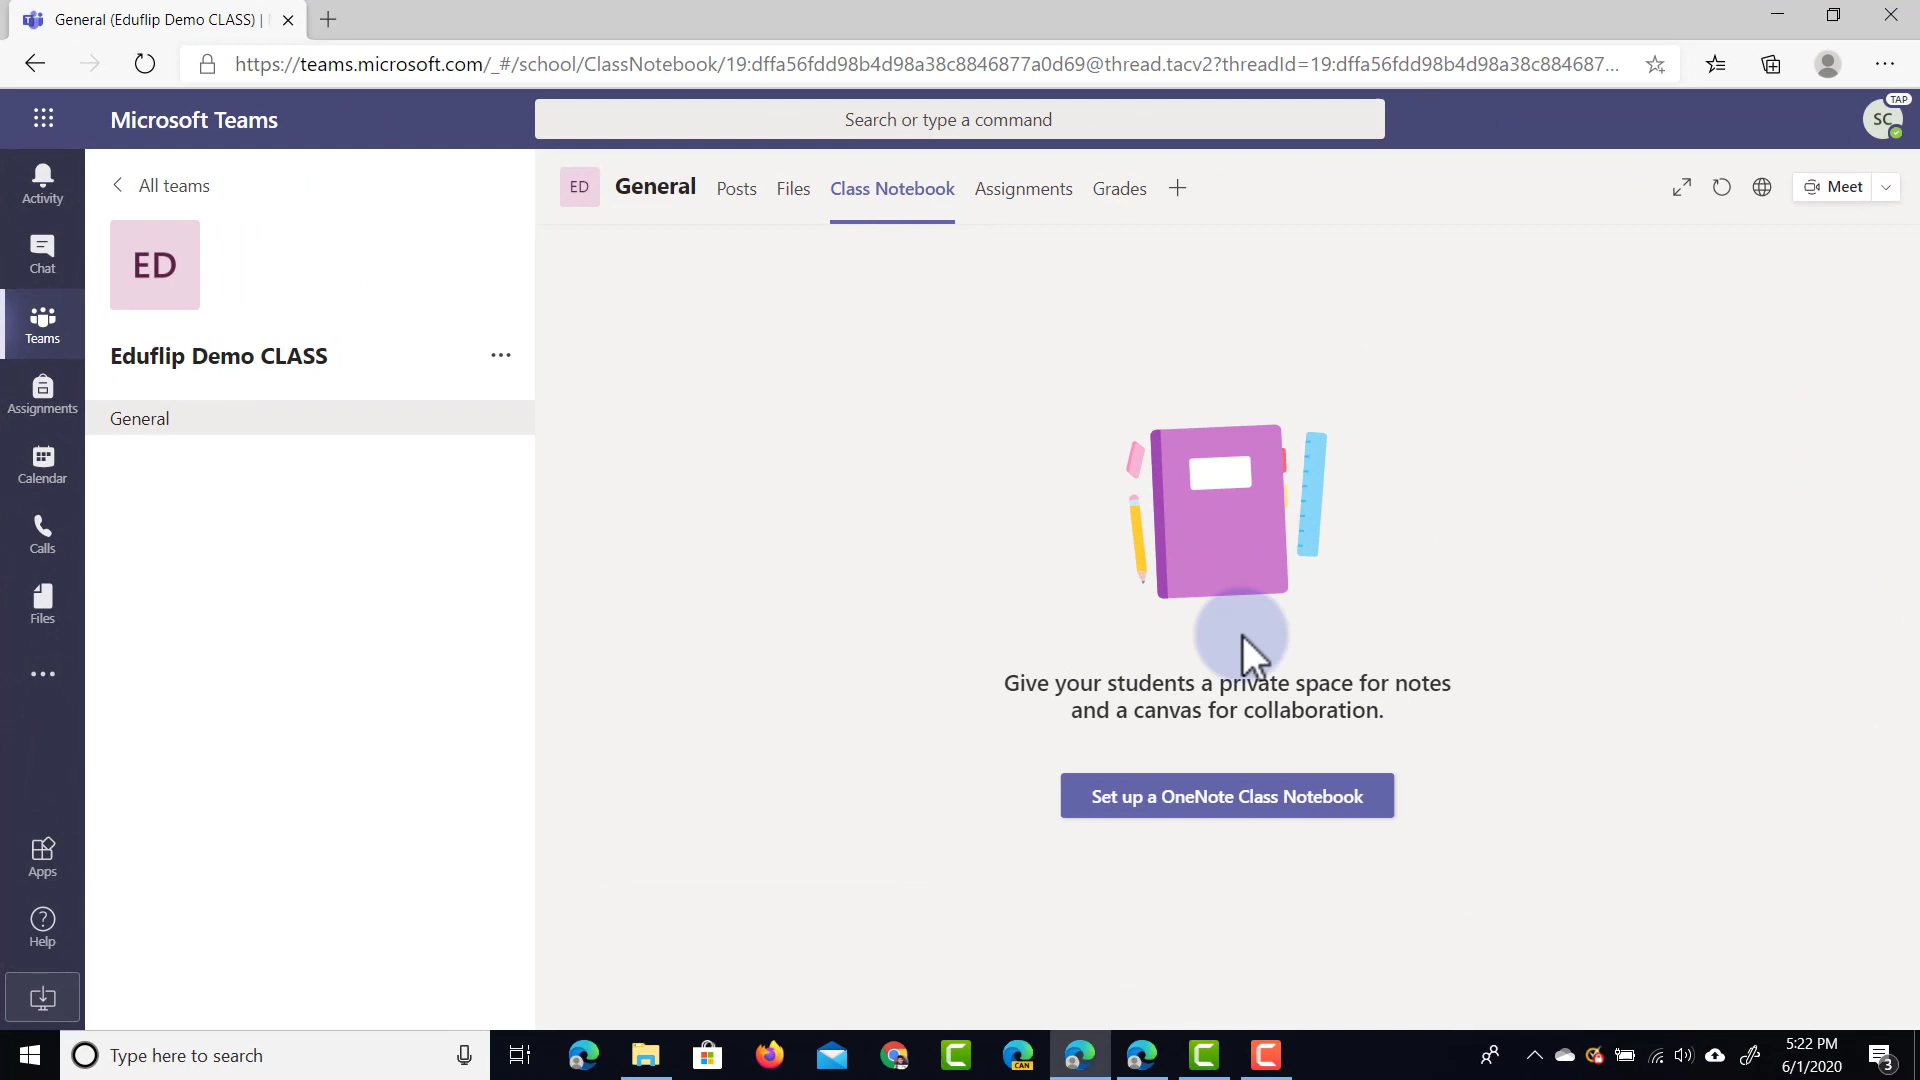 General (Eduflip Demo CLASS) |
https://teams.microsoft.com/_#/school/ClassNotebook/19:dffa56fdd98b4d98a38c8846877a0d69@thread.tacv2?threadId=19:dffa56fdd98b4d98a38c884687...
Microsoft Teams
Search or type a command
TAP
SC
Activity
Chat
Teams
Assignments
Calendar
Calls
Files
Apps
Help
All teams
ED
Eduflip Demo CLASS
General
ED
General
Posts
Files
Class Notebook
Assignments
Grades
Meet
Give your students a private space for notes
and a canvas for collaboration.
Set up a OneNote Class Notebook
Type here to search
CAN
5:22 PM
6/1/2020
3